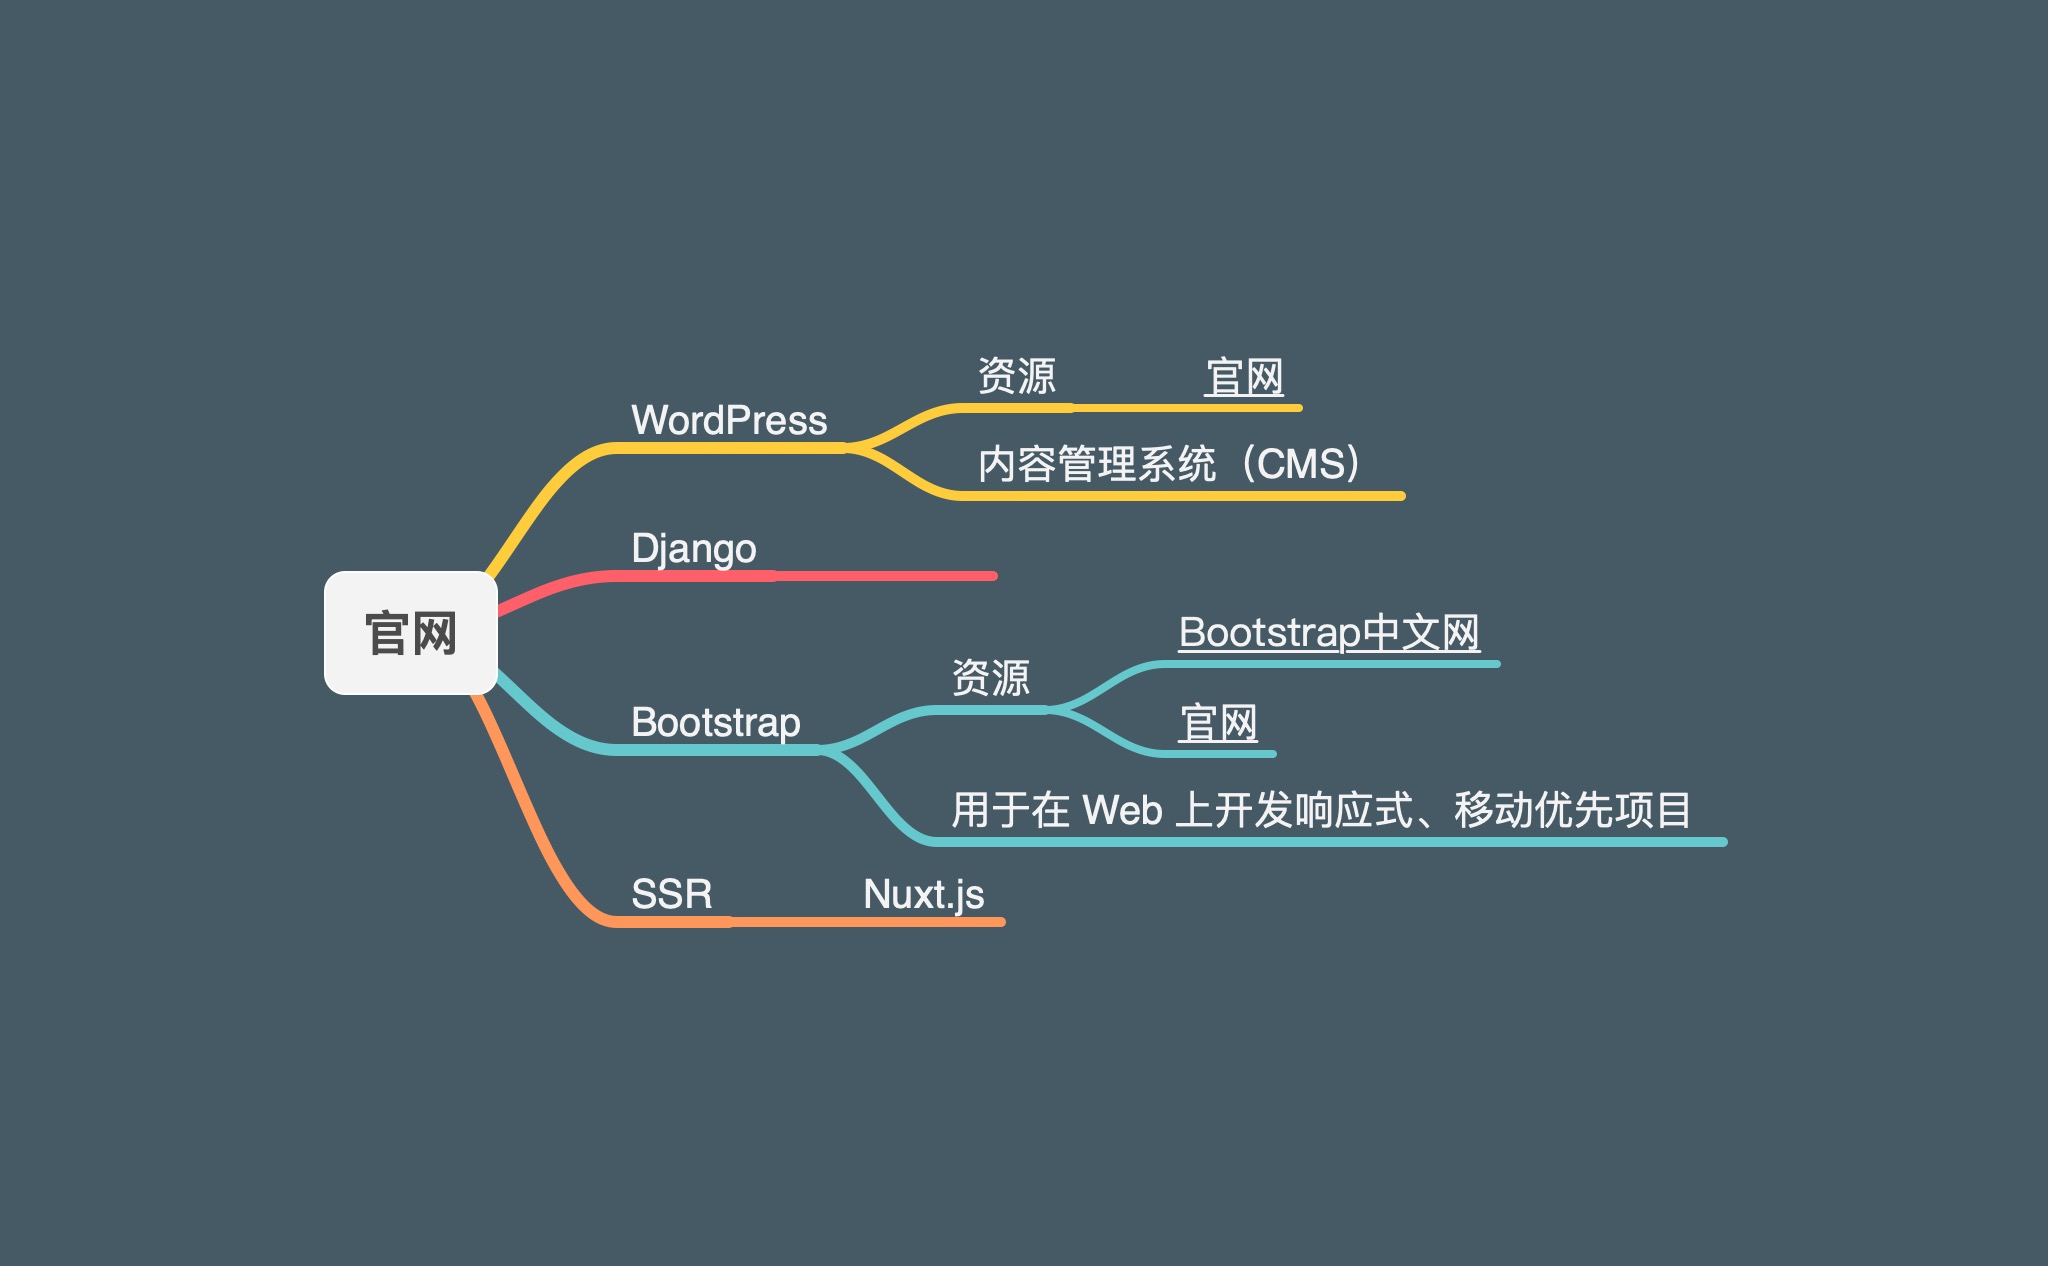 官网
WordPress
资源
官网
内容管理系统（CMS）
Django
Bootstrap
资源
Bootstrap中文网
官网
用于在 Web 上开发响应式、移动优先项目
SSR
Nuxt.js